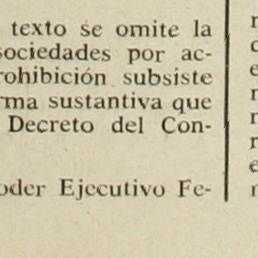 texto se omite la
sociedades por ac-
rohibición subsiste
rma sustantiva que
Decreto del Con-
oder Ejecutivo Fe-